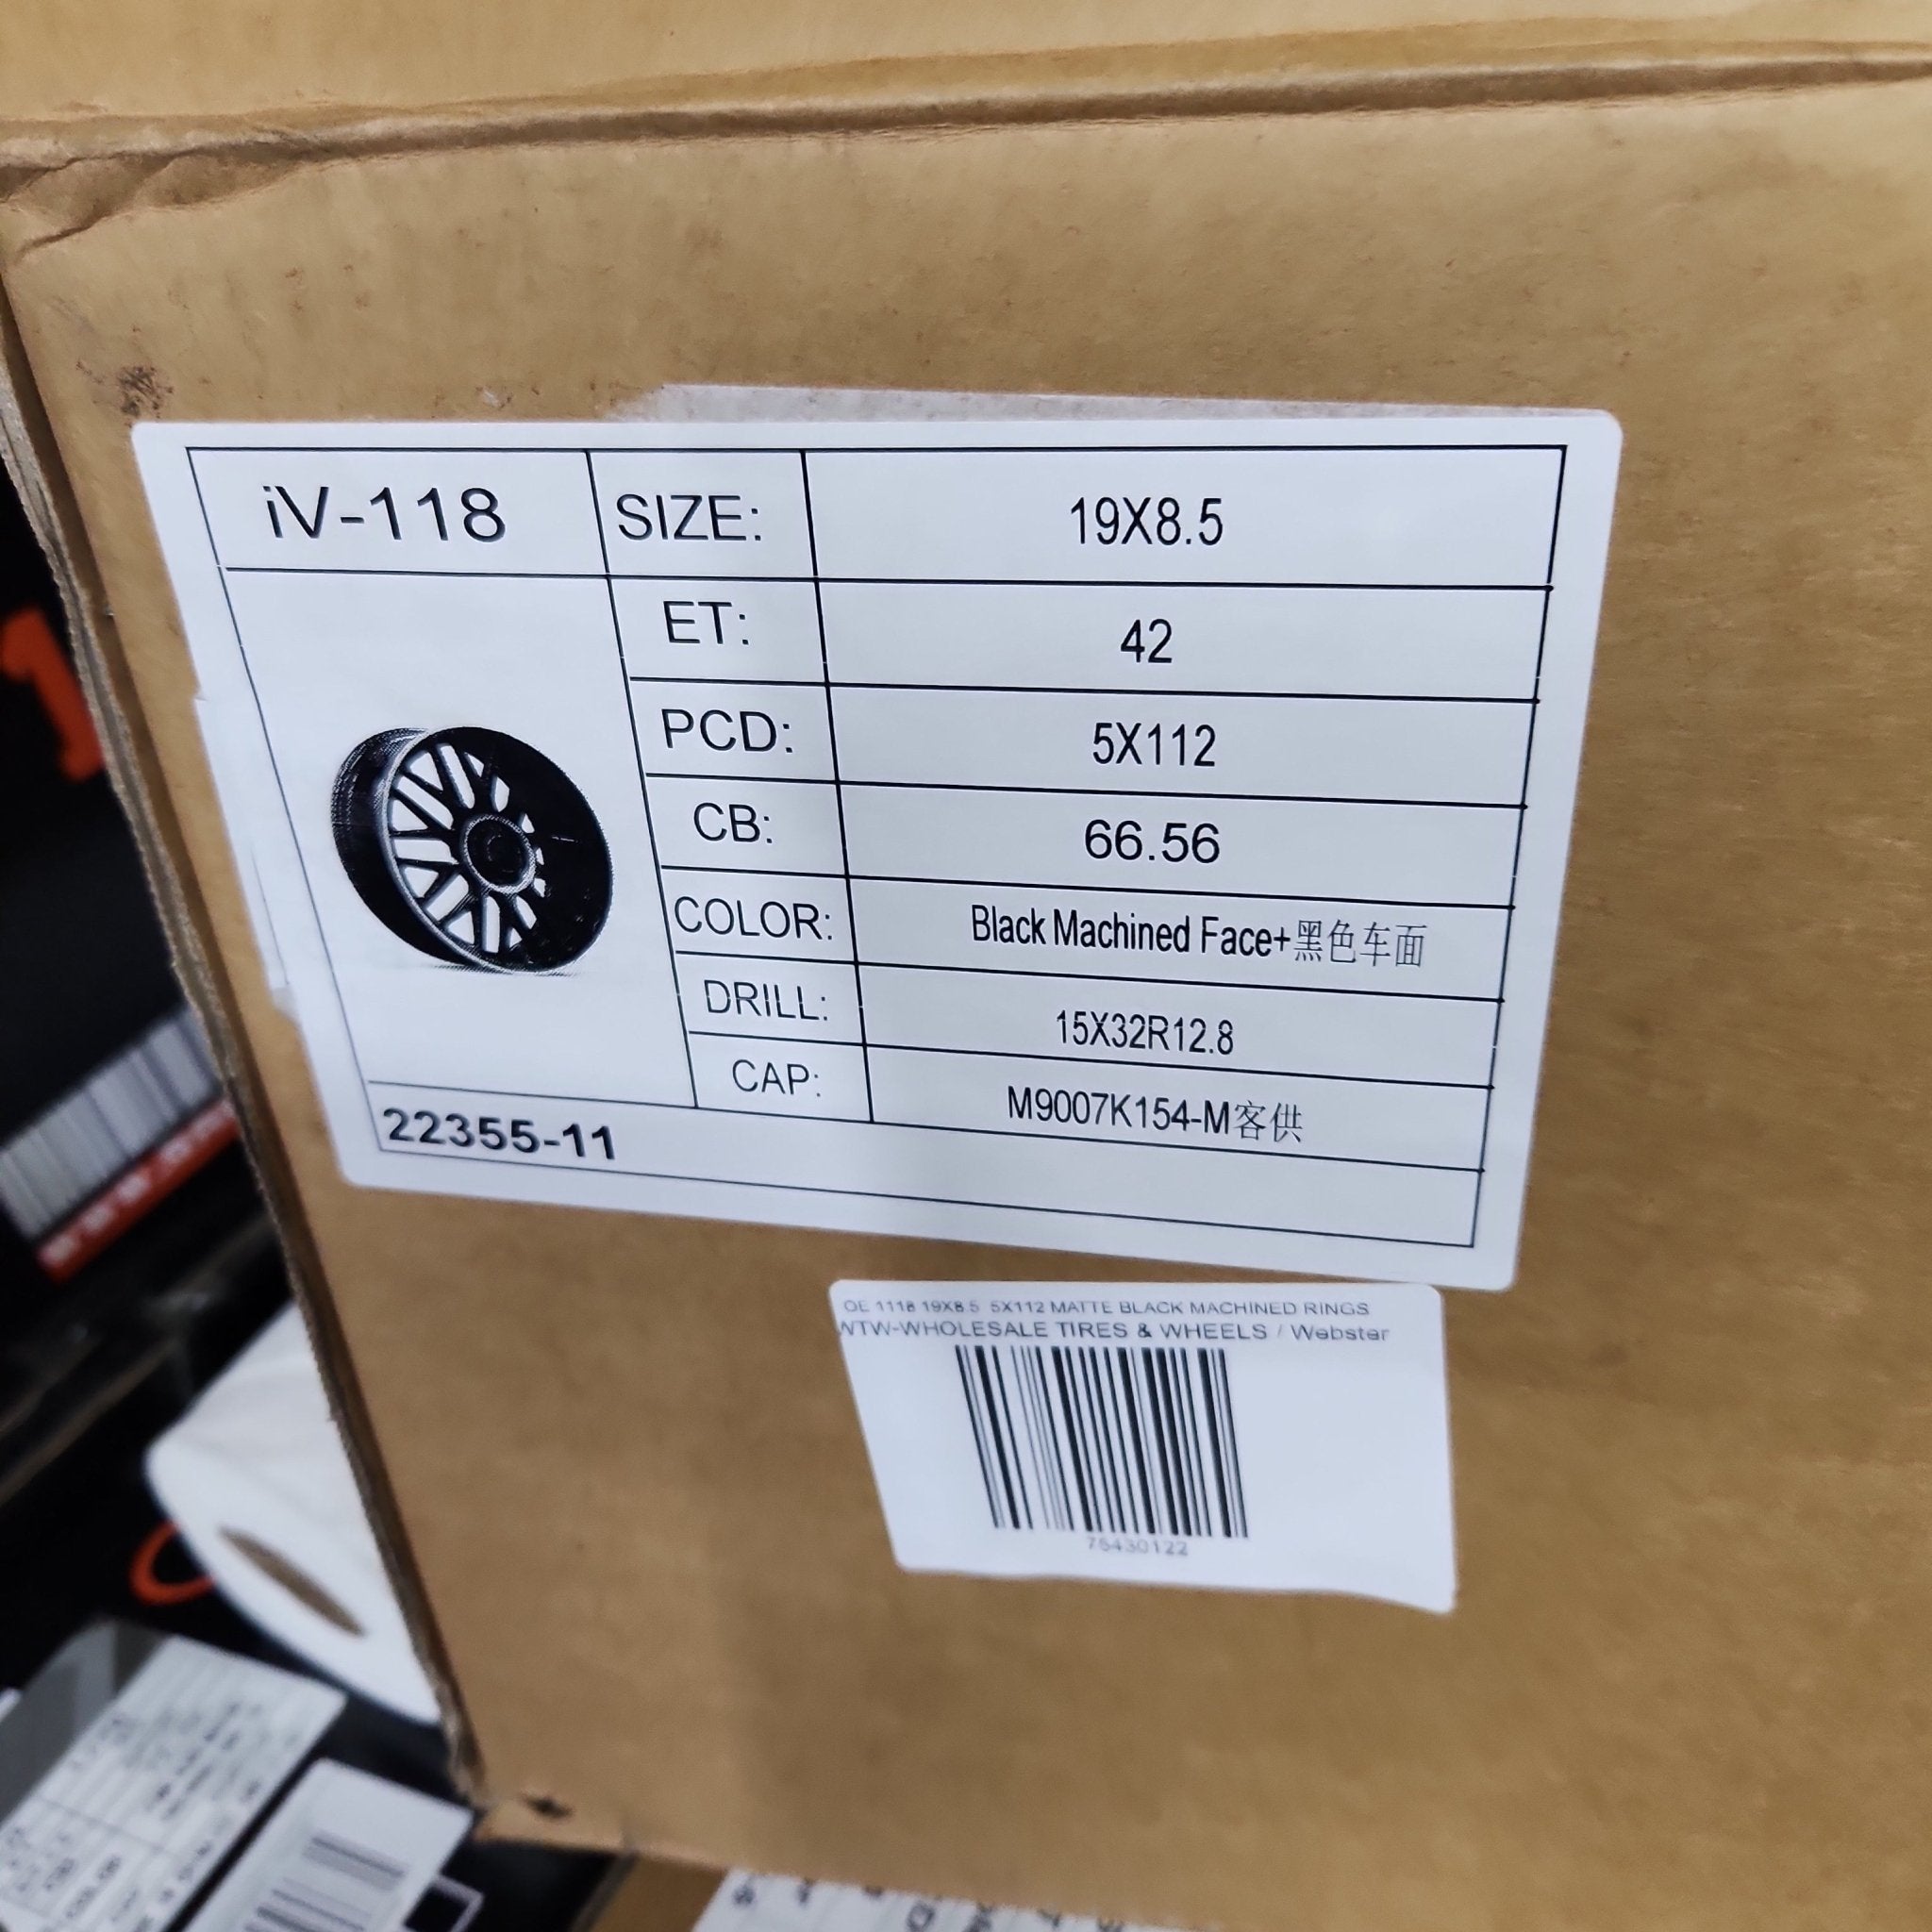 iV-118 SIZE: 19X8.5
ET: 42
PCD: 5X112
CB: 66.56
COLOR: Black Machined Face+黑色车面
DRILL: 15X32R12.8
CAP: M9007K154-M客供
22355-11
OE 1118 19X8.5 5X112 MATTE BLACK MACHINED RINGS
WTW-WHOLESALE TIRES & WHEELS / Webster
75430122